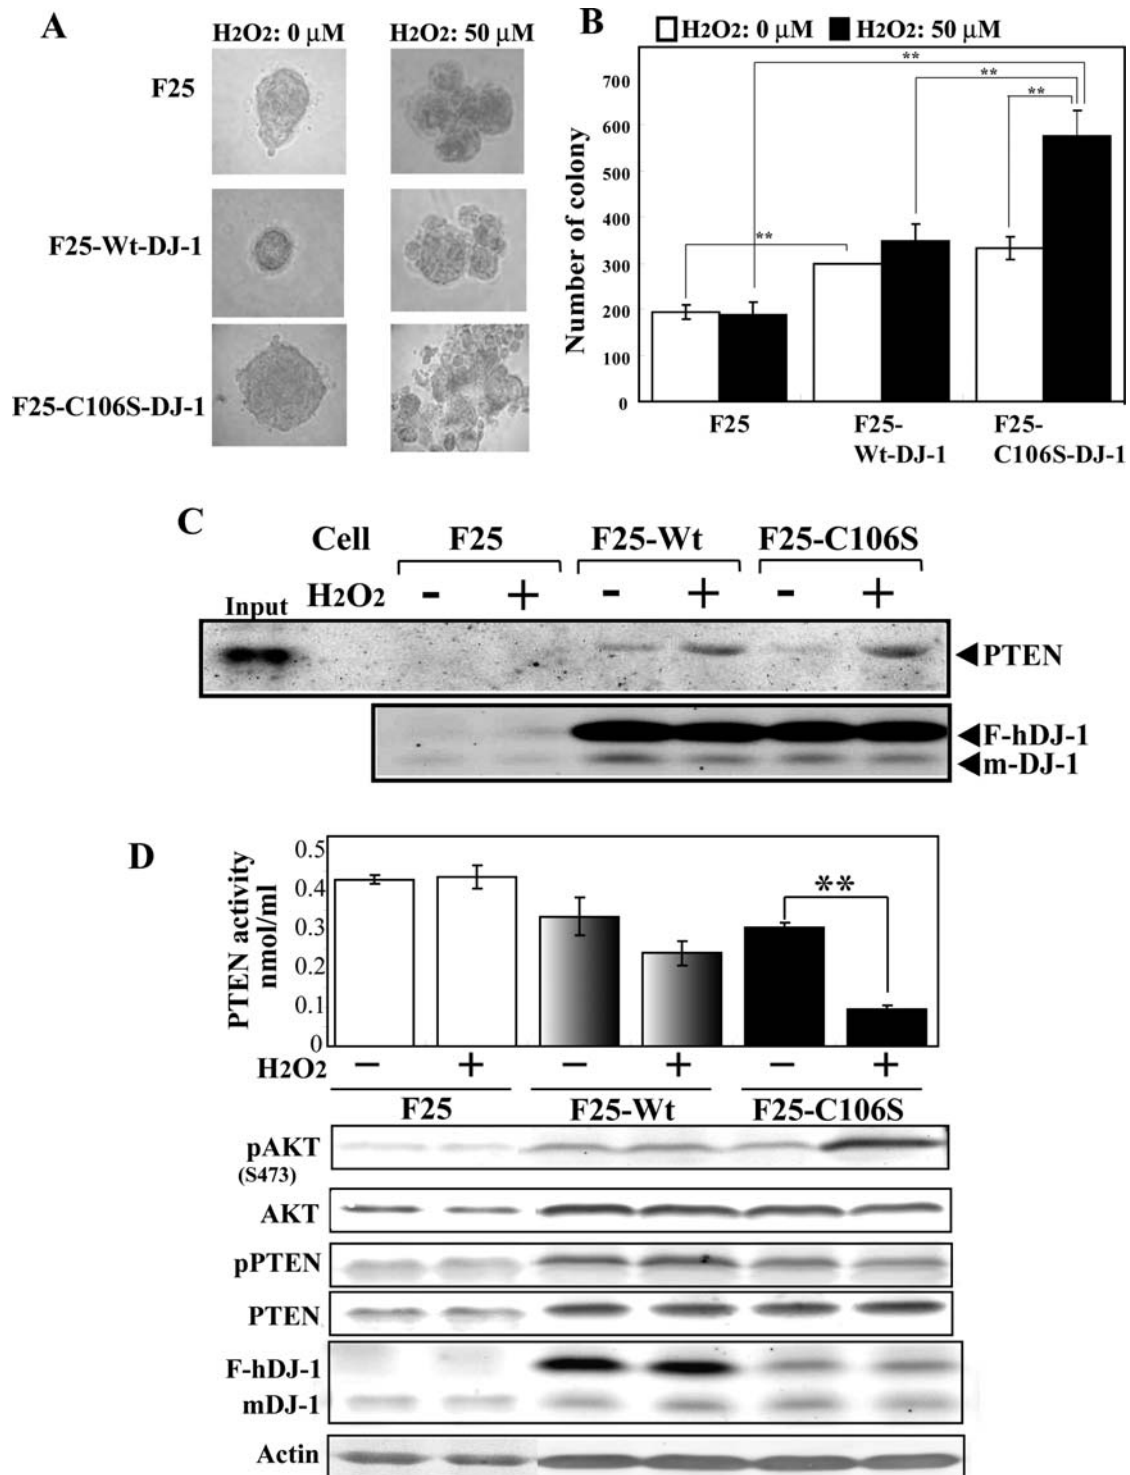 A
H2O2: 0 μM
H2O2: 50 μM
F25
F25-Wt-DJ-1
F25-C106S-DJ-1
B
H2O2: 0 μM
H2O2: 50 μM
Number of colony
700
600
500
400
300
200
100
0
**
**
**
**
F25
F25-
Wt-DJ-1
F25-
C106S-DJ-1
C
Cell
F25
F25-Wt
F25-C106S
Input
H2O2
- + - + - +
PTEN
F-hDJ-1
m-DJ-1
D
PTEN activity
nmol/ml
0.5
0.4
0.3
0.2
0.1
0
**
H2O2
− + − + − +
F25
F25-Wt
F25-C106S
pAKT
(S473)
AKT
pPTEN
PTEN
F-hDJ-1
mDJ-1
Actin